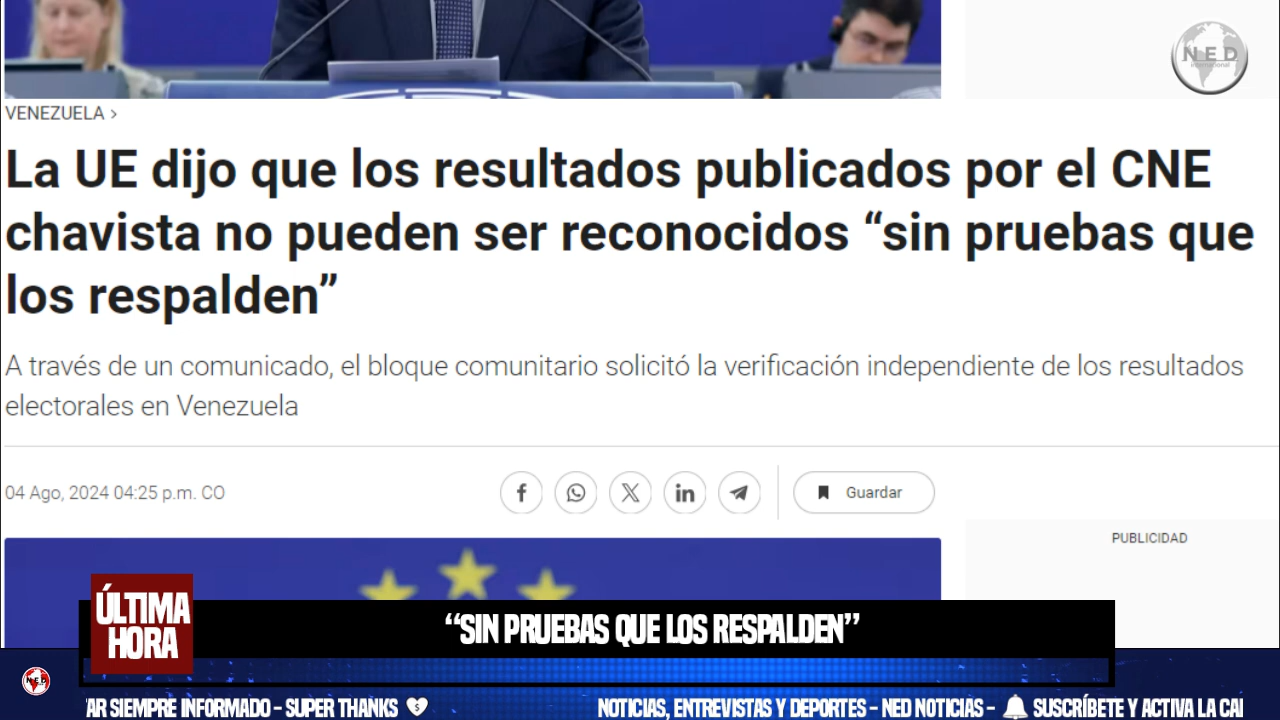 NED
international
VENEZUELA >
La UE dijo que los resultados publicados por el CNE
chavista no pueden ser reconocidos “sin pruebas que
los respalden”
A través de un comunicado, el bloque comunitario solicitó la verificación independiente de los resultados
electorales en Venezuela
04 Ago, 2024 04:25 p.m. CO
Guardar
PUBLICIDAD
ÚLTIMA
HORA
“SIN PRUEBAS QUE LOS RESPALDEN”
NED
AR SIEMPRE INFORMADO - SUPER THANKS
NOTICIAS, ENTREVISTAS Y DEPORTES - NED NOTICIAS -
SUSCRÍBETE Y ACTIVA LA CAI